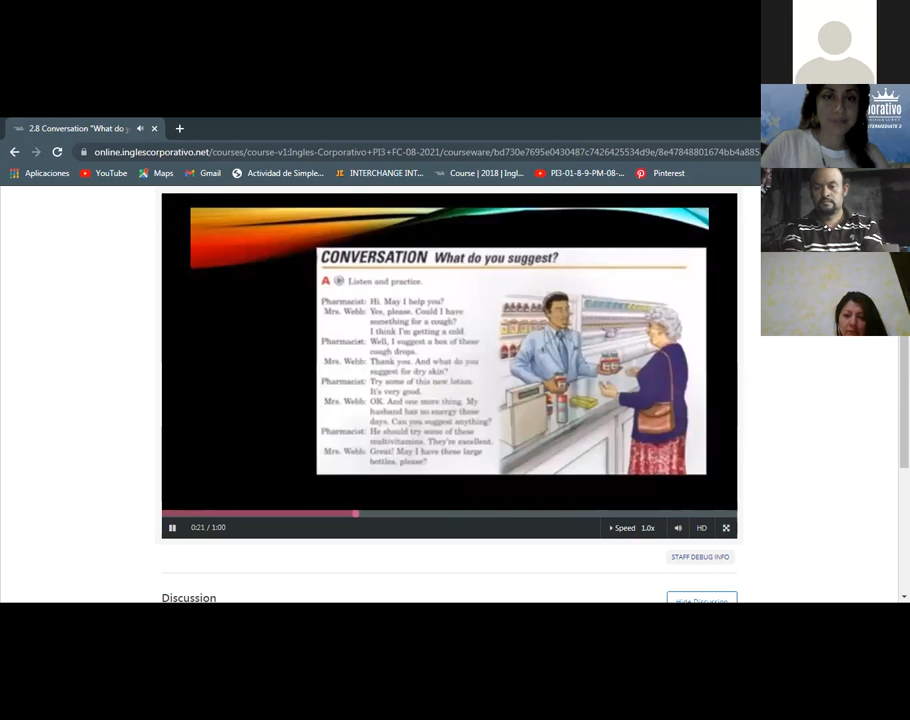 2.8 Conversation "What do y
online.inglescorporativo.net/courses/course-v1:Ingles-Corporativo+PI3+FC-08-2021/courseware/bd730e7695e0430487c7426425534d9e/8e47848801674bb4a885
Aplicaciones YouTube Maps Gmail Actividad de Simple... INTERCHANGE INT... Course | 2018 | Ingl... PI3-01-8-9-PM-08-... Pinterest
orativo
INTERMEDIATE 2
CONVERSATION What do you suggest?
A Listen and practice.
Pharmacist: Hi. May I help you?
Mrs. Webb: Yes, please. Could I have
something for a cough?
I think I'm getting a cold.
Pharmacist: Well, I suggest a box of these
cough drops.
Mrs. Webb: Thank you. And what do you
suggest for dry skin?
Pharmacist: Try some of this new lotion.
It's very good.
Mrs. Webb: OK. And one more thing. My
husband has no energy these
days. Can you suggest anything?
Pharmacist: He should try some of these
multivitamins. They're excellent.
Mrs. Webb: Great! May I have three large
bottles, please?
0:21 / 1:00
Speed 1.0x
HD
STAFF DEBUG INFO
Discussion
Hide Discussion